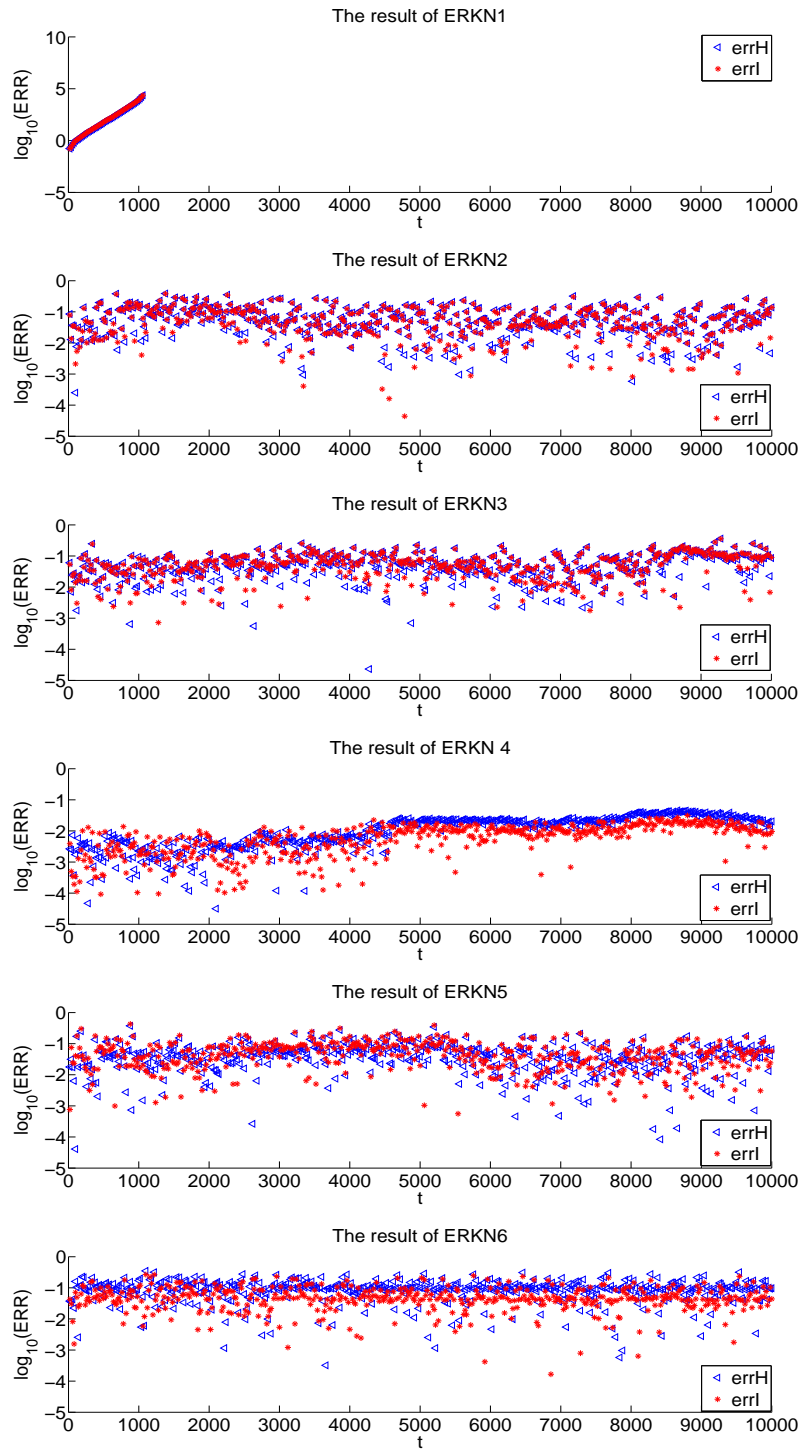 The result of ERKN1
10
5
0
−5
log10(ERR)
errH
errI
0 1000 2000 3000 4000 5000 6000 7000 8000 9000 10000
t
The result of ERKN2
0
−1
−2
−3
−4
−5
log10(ERR)
errH
errI
0 1000 2000 3000 4000 5000 6000 7000 8000 9000 10000
t
The result of ERKN3
0
−1
−2
−3
−4
−5
log10(ERR)
errH
errI
0 1000 2000 3000 4000 5000 6000 7000 8000 9000 10000
t
The result of ERKN 4
0
−1
−2
−3
−4
−5
log10(ERR)
errH
errI
0 1000 2000 3000 4000 5000 6000 7000 8000 9000 10000
t
The result of ERKN5
0
−1
−2
−3
−4
−5
log10(ERR)
errH
errI
0 1000 2000 3000 4000 5000 6000 7000 8000 9000 10000
t
The result of ERKN6
0
−1
−2
−3
−4
−5
log10(ERR)
errH
errI
0 1000 2000 3000 4000 5000 6000 7000 8000 9000 10000
t